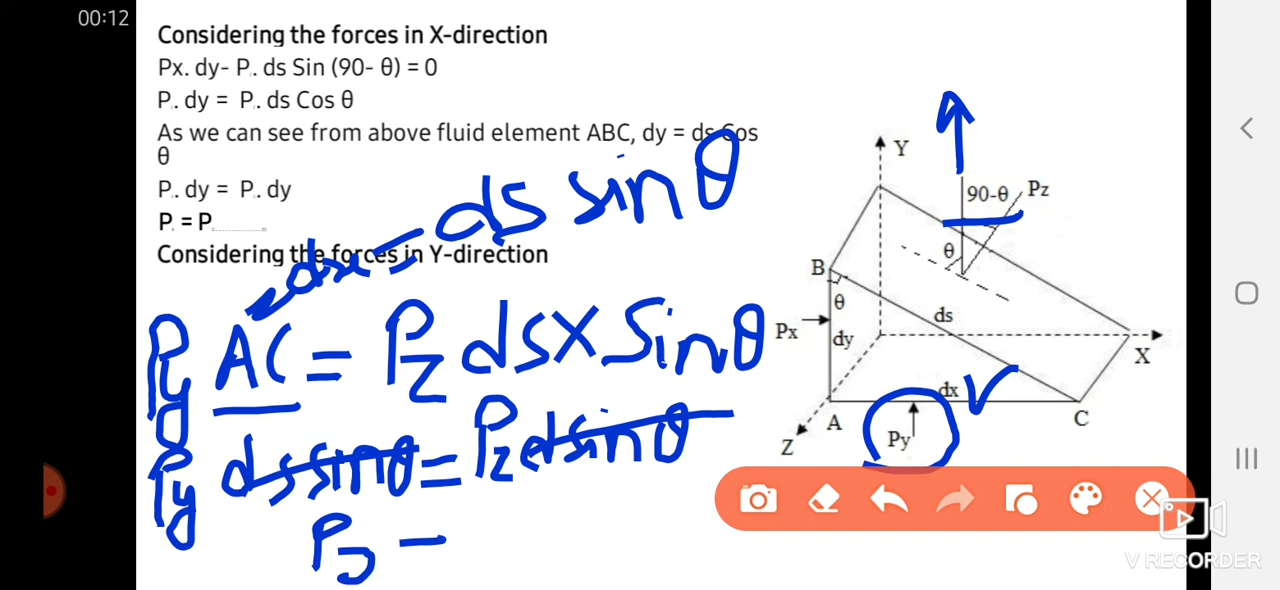 00:12
Considering the forces in X-direction
Px. dy- P. ds Sin (90- θ) = 0
P. dy = P. ds Cos θ
As we can see from above fluid element ABC, dy = ds Cos
θ
P. dy = P. dy
P = P
Considering the forces in Y-direction
dx = ds sin θ
Py AC = Pz ds x Sin θ
Py ds sin θ = Pz d sin θ
Py =
Y
90-θ Pz
θ
B
θ
ds
Px
dy
X
dx
A
C
Z
Py
V RECORDER